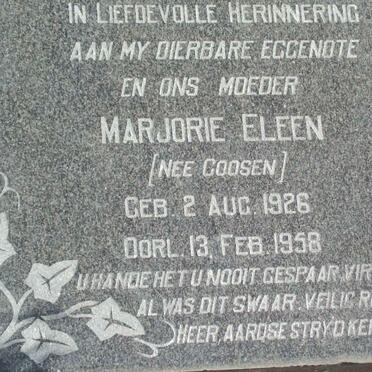 IN LIEFDEVOLLE HERINNERING
AAN MY DIERBARE EGGENOTE
EN ONS MOEDER
MARJORIE ELEEN
[NEE GOOSEN]
GEB. 2 AUG. 1926
OORL. 13, FEB. 1958
U HANDE HET U NOOIT GESPAAR, VIR
AL WAS DIT SWAAR. VEILIG
HEER, AARDSE STRYD